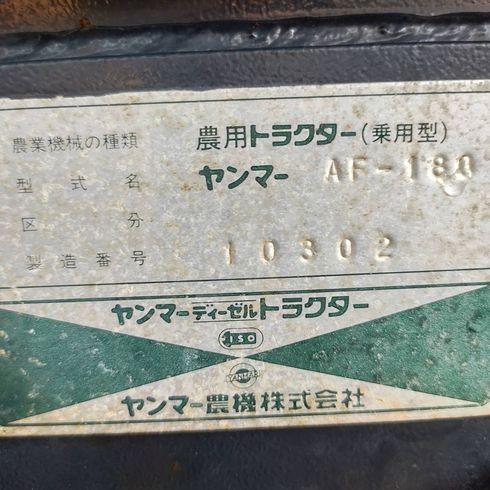 農業機械の種類 農用トラクター(乗用型)
型式名 ヤンマー AF-180
区分
製造番号 10302
ヤンマーディーゼルトラクター
YANMAR
ヤンマー農機株式会社